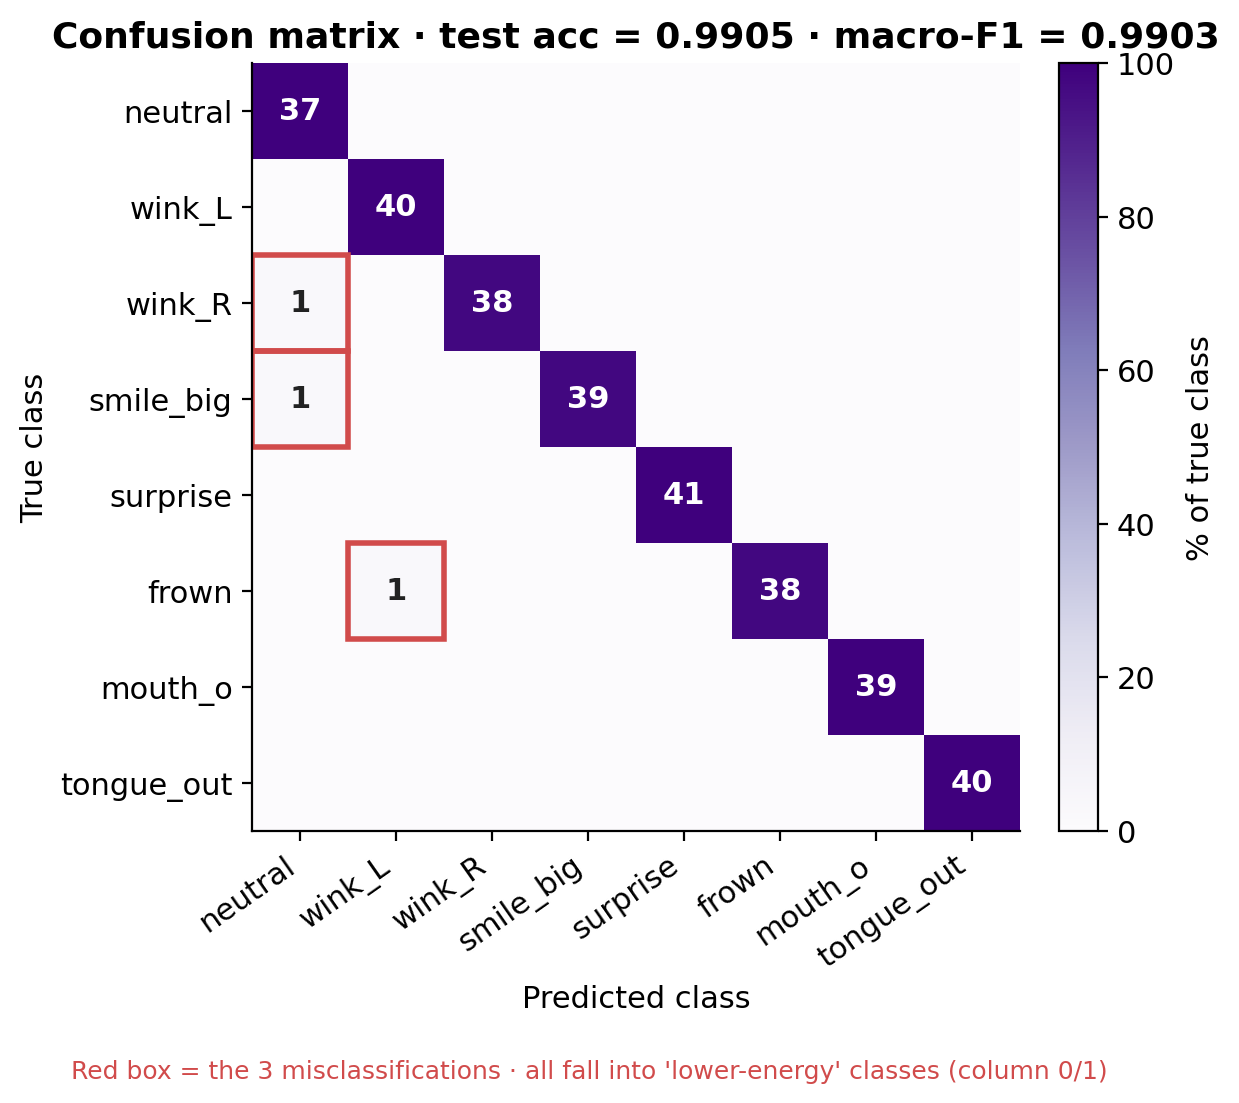 Confusion matrix · test acc = 0.9905 · macro-F1 = 0.9903
neutral
wink_L
wink_R
smile_big
surprise
frown
mouth_o
tongue_out
True class
37
40
1 38
1 39
41
1 38
39
40
neutral
wink_L
wink_R
smile_big
surprise
frown
mouth_o
tongue_out
Predicted class
100
80
60
40
20
0
% of true class
Red box = the 3 misclassifications · all fall into 'lower-energy' classes (column 0/1)